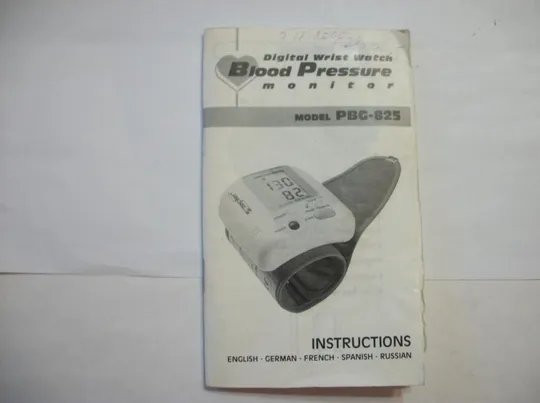 Digital Wrist Watch
Blood Pressure
monitor
MODEL PBG-825
130
82
INSTRUCTIONS
ENGLISH · GERMAN · FRENCH · SPANISH · RUSSIAN